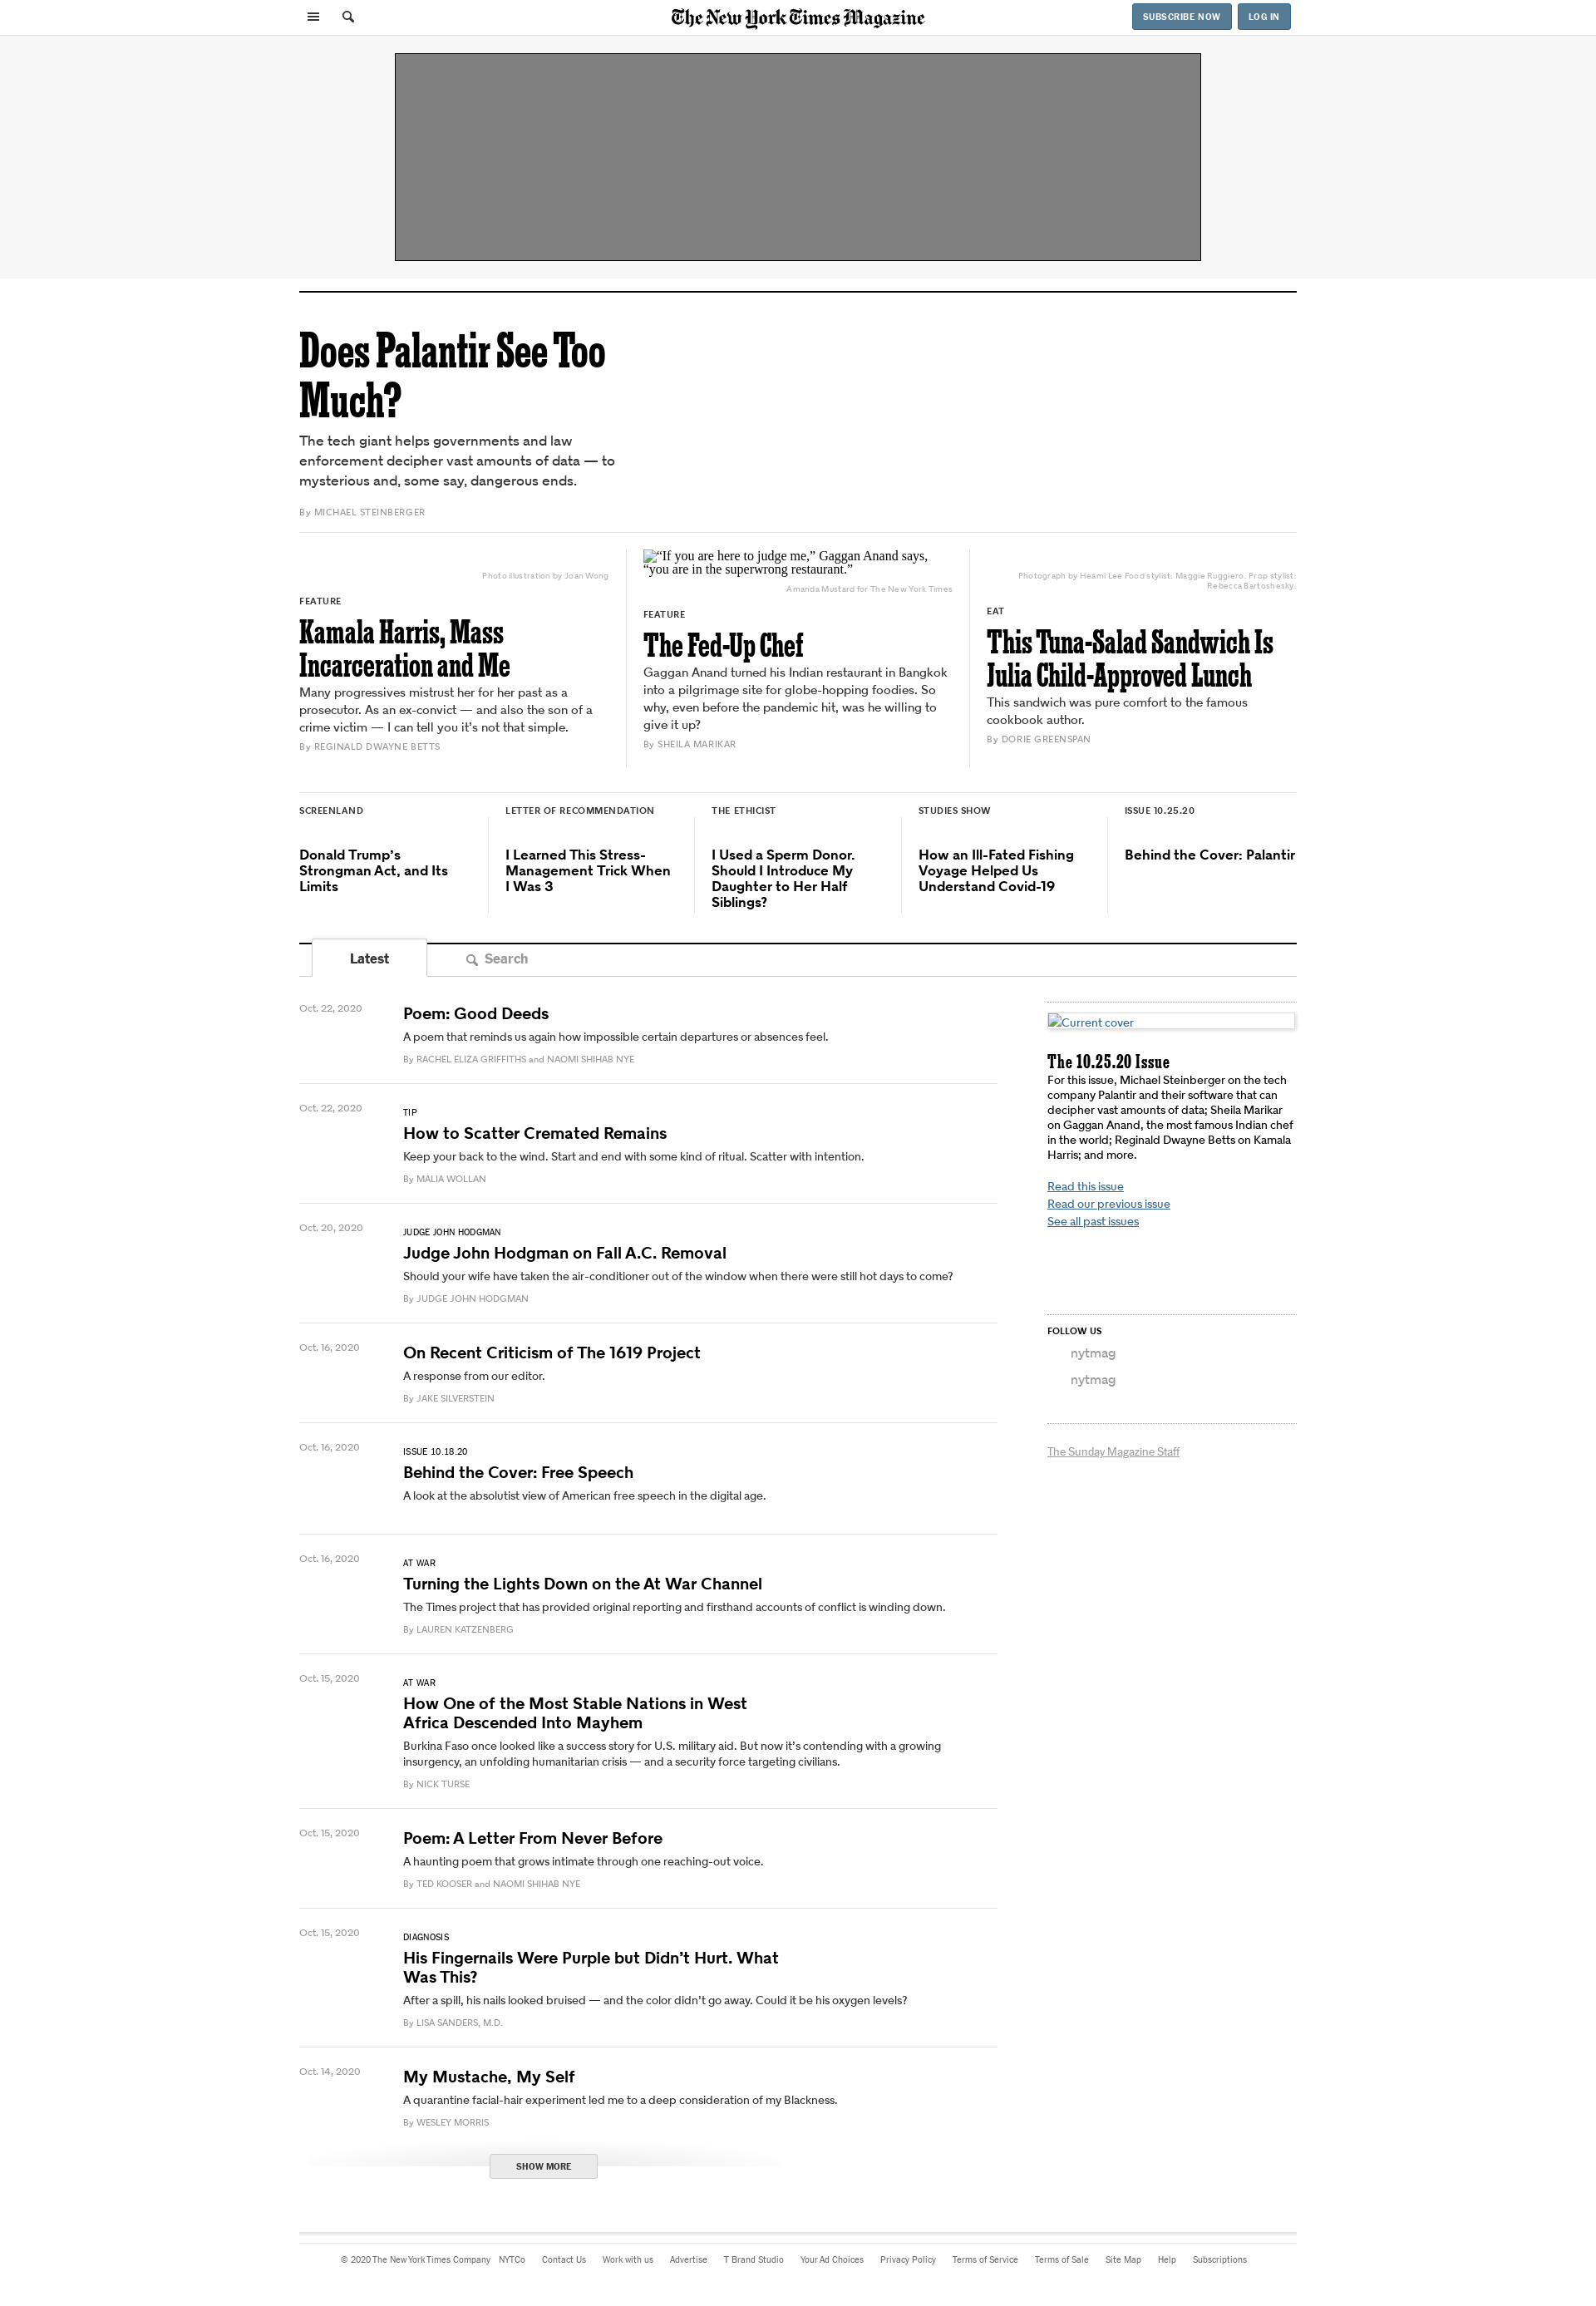 The New York Times Magazine
SUBSCRIBE NOW
LOG IN
Does Palantir See Too
Much?
The tech giant helps governments and law
enforcement decipher vast amounts of data — to
mysterious and, some say, dangerous ends.
By MICHAEL STEINBERGER
Photo illustration by Joan Wong
FEATURE
Kamala Harris, Mass
Incarceration and Me
Many progressives mistrust her for her past as a
prosecutor. As an ex-convict — and also the son of a
crime victim — I can tell you it’s not that simple.
By REGINALD DWAYNE BETTS
“If you are here to judge me,” Gaggan Anand says,
“you are in the superwrong restaurant.”
Amanda Mustard for The New York Times
FEATURE
The Fed-Up Chef
Gaggan Anand turned his Indian restaurant in Bangkok
into a pilgrimage site for globe-hopping foodies. So
why, even before the pandemic hit, was he willing to
give it up?
By SHEILA MARIKAR
Photograph by Heami Lee Food stylist: Maggie Ruggiero. Prop stylist:
Rebecca Bartoshesky.
EAT
This Tuna-Salad Sandwich Is
Julia Child-Approved Lunch
This sandwich was pure comfort to the famous
cookbook author.
By DORIE GREENSPAN
SCREENLAND
Donald Trump’s
Strongman Act, and Its
Limits
LETTER OF RECOMMENDATION
I Learned This Stress-
Management Trick When
I Was 3
THE ETHICIST
I Used a Sperm Donor.
Should I Introduce My
Daughter to Her Half
Siblings?
STUDIES SHOW
How an Ill-Fated Fishing
Voyage Helped Us
Understand Covid-19
ISSUE 10.25.20
Behind the Cover: Palantir
Latest
Search
Oct. 22, 2020
Poem: Good Deeds
A poem that reminds us again how impossible certain departures or absences feel.
By RACHEL ELIZA GRIFFITHS and NAOMI SHIHAB NYE
Oct. 22, 2020
TIP
How to Scatter Cremated Remains
Keep your back to the wind. Start and end with some kind of ritual. Scatter with intention.
By MALIA WOLLAN
Oct. 20, 2020
JUDGE JOHN HODGMAN
Judge John Hodgman on Fall A.C. Removal
Should your wife have taken the air-conditioner out of the window when there were still hot days to come?
By JUDGE JOHN HODGMAN
Oct. 16, 2020
On Recent Criticism of The 1619 Project
A response from our editor.
By JAKE SILVERSTEIN
Oct. 16, 2020
ISSUE 10.18.20
Behind the Cover: Free Speech
A look at the absolutist view of American free speech in the digital age.
Oct. 16, 2020
AT WAR
Turning the Lights Down on the At War Channel
The Times project that has provided original reporting and firsthand accounts of conflict is winding down.
By LAUREN KATZENBERG
Oct. 15, 2020
AT WAR
How One of the Most Stable Nations in West
Africa Descended Into Mayhem
Burkina Faso once looked like a success story for U.S. military aid. But now it’s contending with a growing
insurgency, an unfolding humanitarian crisis — and a security force targeting civilians.
By NICK TURSE
Oct. 15, 2020
Poem: A Letter From Never Before
A haunting poem that grows intimate through one reaching-out voice.
By TED KOOSER and NAOMI SHIHAB NYE
Oct. 15, 2020
DIAGNOSIS
His Fingernails Were Purple but Didn’t Hurt. What
Was This?
After a spill, his nails looked bruised — and the color didn’t go away. Could it be his oxygen levels?
By LISA SANDERS, M.D.
Oct. 14, 2020
My Mustache, My Self
A quarantine facial-hair experiment led me to a deep consideration of my Blackness.
By WESLEY MORRIS
SHOW MORE
Current cover
The 10.25.20 Issue
For this issue, Michael Steinberger on the tech
company Palantir and their software that can
decipher vast amounts of data; Sheila Marikar
on Gaggan Anand, the most famous Indian chef
in the world; Reginald Dwayne Betts on Kamala
Harris; and more.
Read this issue
Read our previous issue
See all past issues
FOLLOW US
nytmag
nytmag
The Sunday Magazine Staff
© 2020 The New York Times Company NYTCo Contact Us Work with us Advertise T Brand Studio Your Ad Choices Privacy Policy Terms of Service Terms of Sale Site Map Help Subscriptions